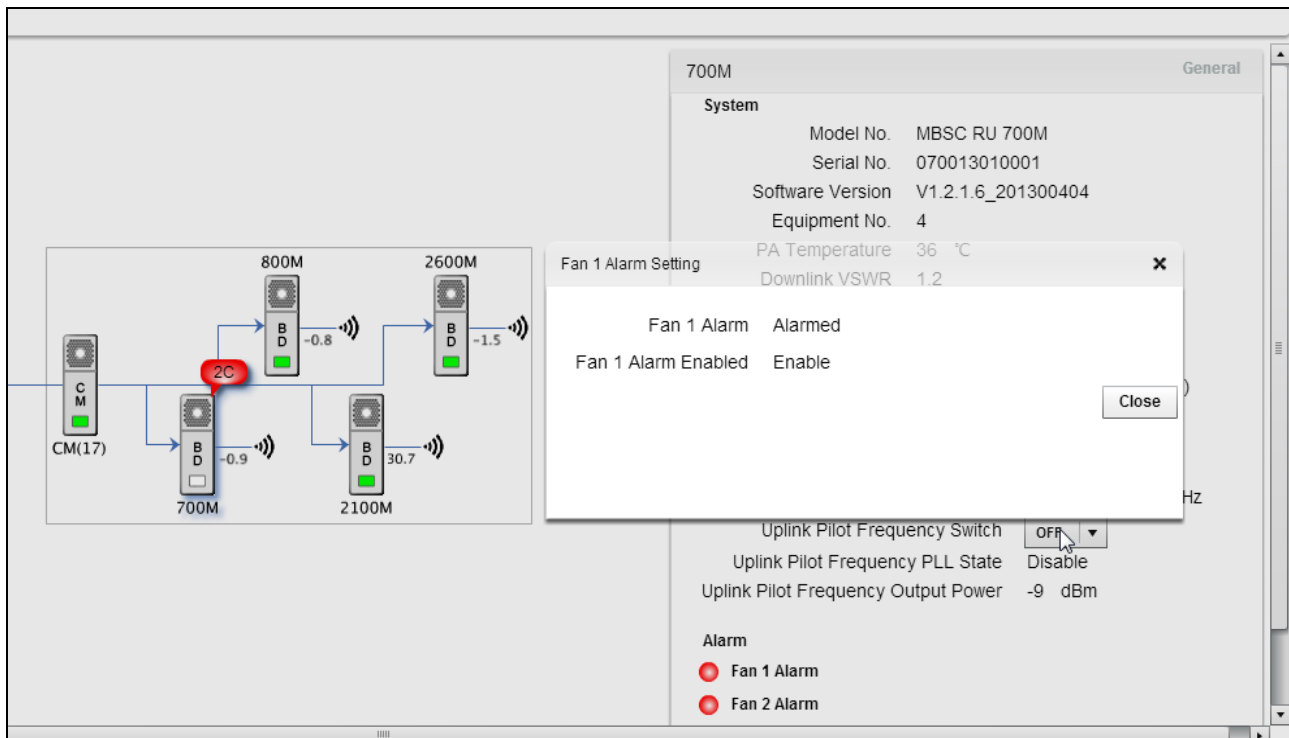 700M
General
System
Model No. MBSC RU 700M
Serial No. 070013010001
Software Version V1.2.1.6_201300404
Equipment No. 4
PA Temperature 36 ℃
Downlink VSWR 1.2
800M
2600M
B
D
-0.8
B
D
-1.5
2C
C
M
CM(17)
B
D
-0.9
700M
B
D
30.7
2100M
Fan 1 Alarm Setting
Fan 1 Alarm Alarmed
Fan 1 Alarm Enabled Enable
Close
)
Hz
Uplink Pilot Frequency Switch OFF
Uplink Pilot Frequency PLL State Disable
Uplink Pilot Frequency Output Power -9 dBm
Alarm
Fan 1 Alarm
Fan 2 Alarm